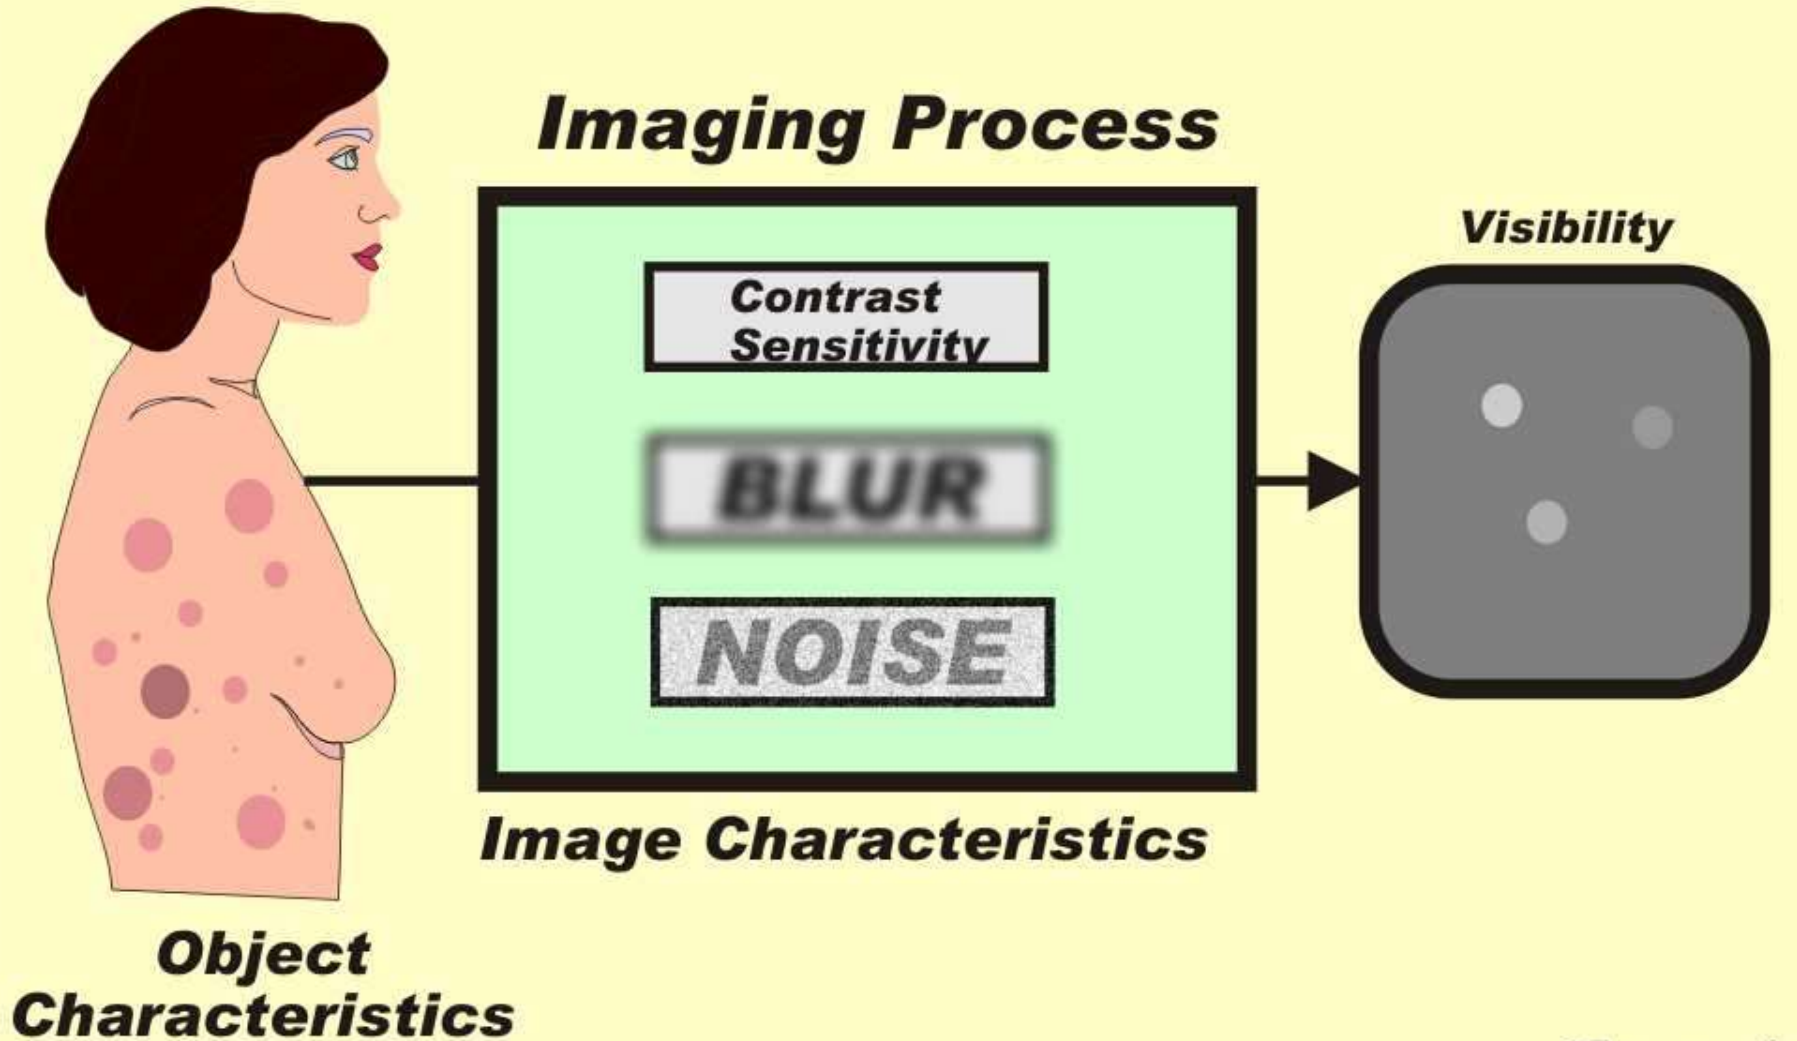 Imaging Process
Visibility
Contrast
Sensitivity
BLUR
NOISE
Image Characteristics
Object
Characteristics